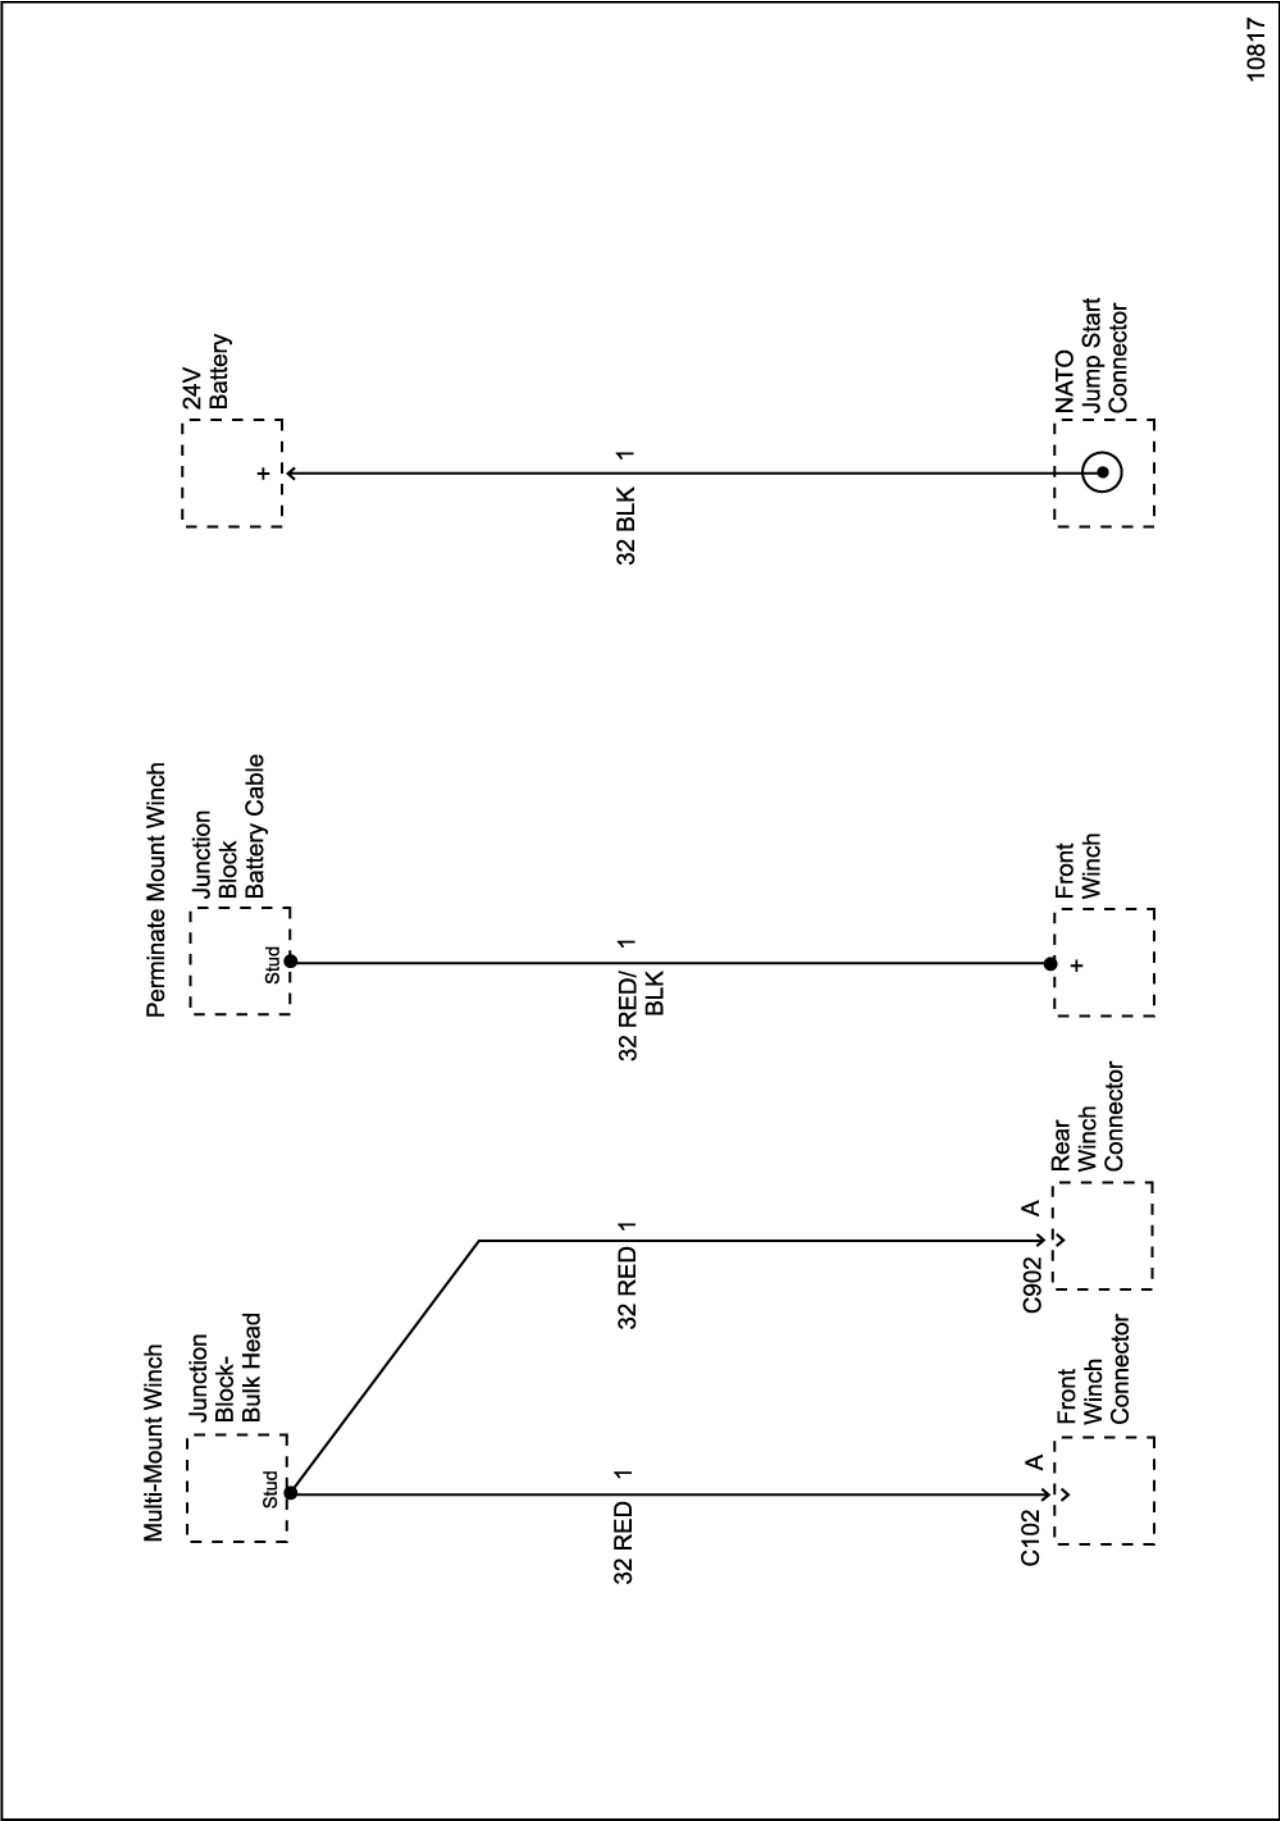 Multi-Mount Winch
Junction
Block-
Bulk Head
Stud
32 RED 1
32 RED 1
C102 A
Front
Winch
Connector
C902 A
Rear
Winch
Connector
Perminate Mount Winch
Junction
Block
Battery Cable
Stud
32 RED/ 1
BLK
+
Front
Winch
24V
Battery
+
32 BLK 1
NATO
Jump Start
Connector
10817